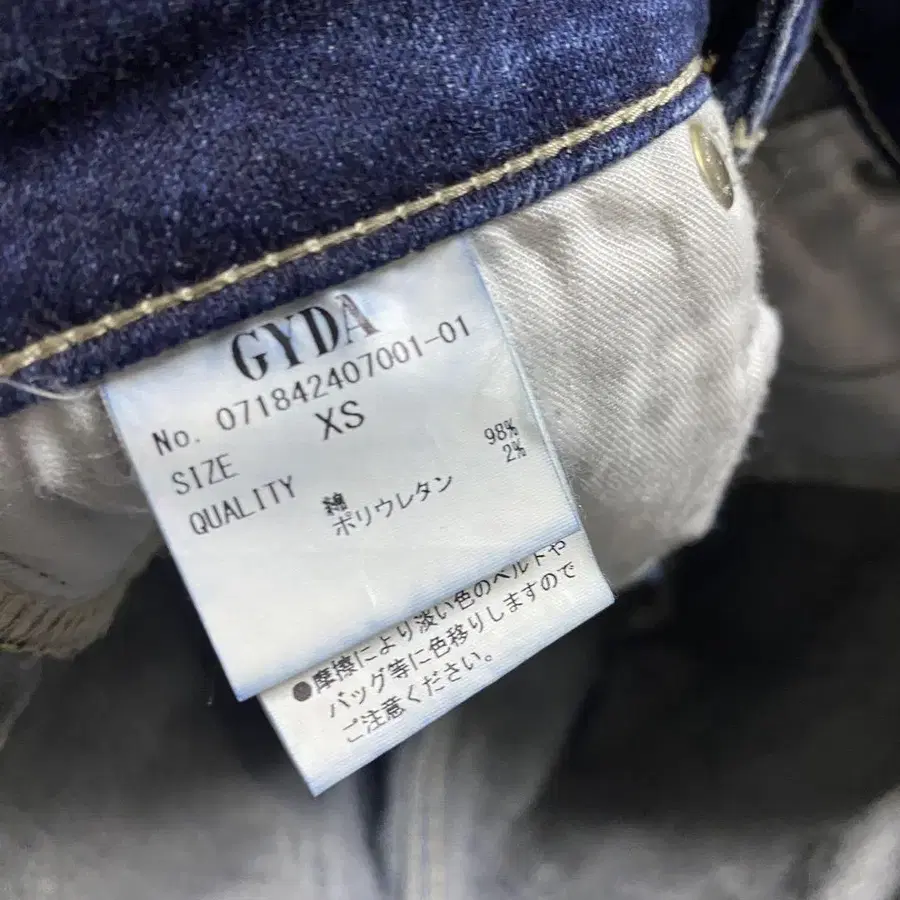 GYDA
No. 071842407001-01
SIZE XS
QUALITY
綿 98%
ポリウレタン 2%
●摩擦により淡い色のベルトや
バッグ等に色移りしますので
ご注意ください。